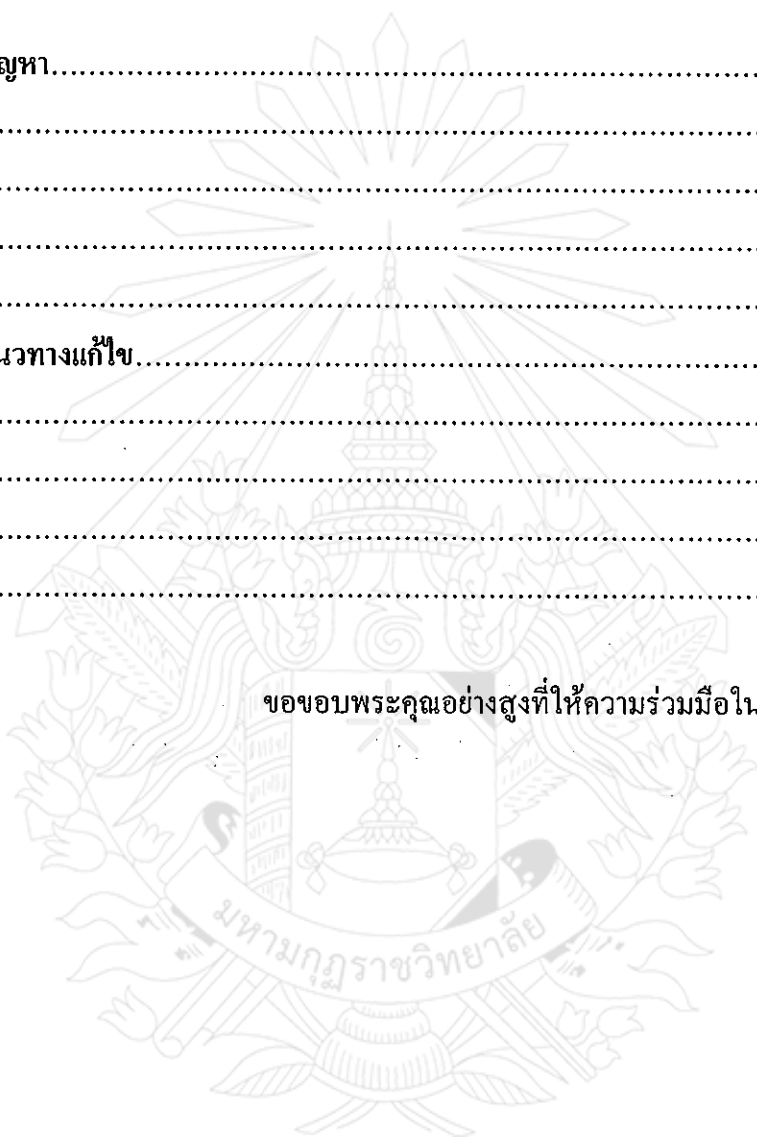 ญหา..........................................................................................
..........................................................................................
..........................................................................................
..........................................................................................
..........................................................................................
นวทางแก้ไข..........................................................................................
..........................................................................................
..........................................................................................
..........................................................................................
..........................................................................................
ขอขอบพระคุณอย่างสูงที่ให้ความร่วมมือใน
มหามกุฏราชวิทยาลัย